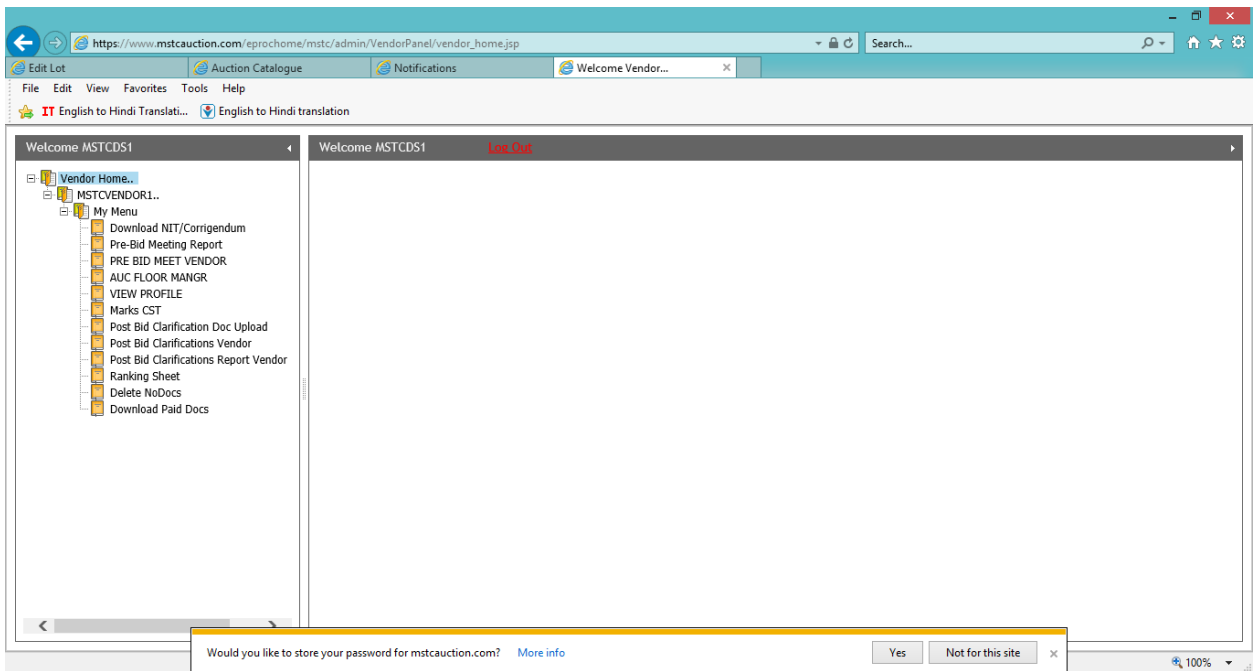 https://www.mstcauction.com/eprochome/mstc/admin/VendorPanel/vendor_home.jsp
Search...
Edit Lot
Auction Catalogue
Notifications
Welcome Vendor...
File Edit View Favorites Tools Help
IT English to Hindi Translati...
English to Hindi translation
Welcome MSTCDS1
Welcome MSTCDS1 Log Out
Vendor Home..
MSTCVENDOR1..
My Menu
Download NIT/Corrigendum
Pre-Bid Meeting Report
PRE BID MEET VENDOR
AUC FLOOR MANGR
VIEW PROFILE
Marks CST
Post Bid Clarification Doc Upload
Post Bid Clarifications Vendor
Post Bid Clarifications Report Vendor
Ranking Sheet
Delete NoDocs
Download Paid Docs
Would you like to store your password for mstcauction.com? More info Yes Not for this site
100%